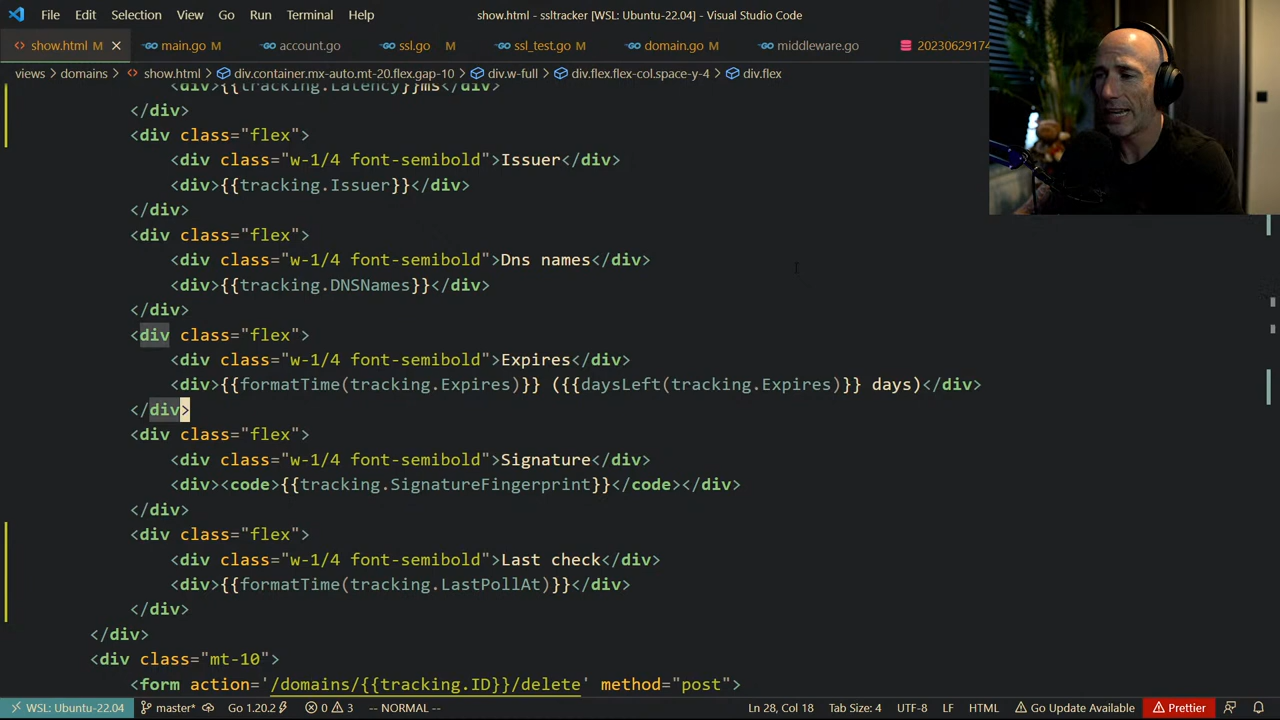 File Edit Selection View Go Run Terminal Help show.html - ssltracker [WSL: Ubuntu-22.04] - Visual Studio Code
show.html M main.go M account.go ssl.go M ssl_test.go M domain.go M middleware.go 20230629174
views > domains > show.html > div.container.mx-auto.mt-20.flex.gap-10 > div.w-full > div.flex.flex-col.space-y-4 > div.flex
<div>{{tracking.Latency}}ms</div>
</div>
<div class="flex">
<div class="w-1/4 font-semibold">Issuer</div>
<div>{{tracking.Issuer}}</div>
</div>
<div class="flex">
<div class="w-1/4 font-semibold">Dns names</div>
<div>{{tracking.DNSNames}}</div>
</div>
<div class="flex">
<div class="w-1/4 font-semibold">Expires</div>
<div>{{formatTime(tracking.Expires)}} ({{daysLeft(tracking.Expires)}} days)</div>
</div>
<div class="flex">
<div class="w-1/4 font-semibold">Signature</div>
<div><code>{{tracking.SignatureFingerprint}}</code></div>
</div>
<div class="flex">
<div class="w-1/4 font-semibold">Last check</div>
<div>{{formatTime(tracking.LastPollAt)}}</div>
</div>
</div>
<div class="mt-10">
<form action='/domains/{{tracking.ID}}/delete' method="post">
WSL: Ubuntu-22.04 master* Go 1.20.2 0 3 -- NORMAL -- Ln 28, Col 18 Tab Size: 4 UTF-8 LF HTML Go Update Available Prettier